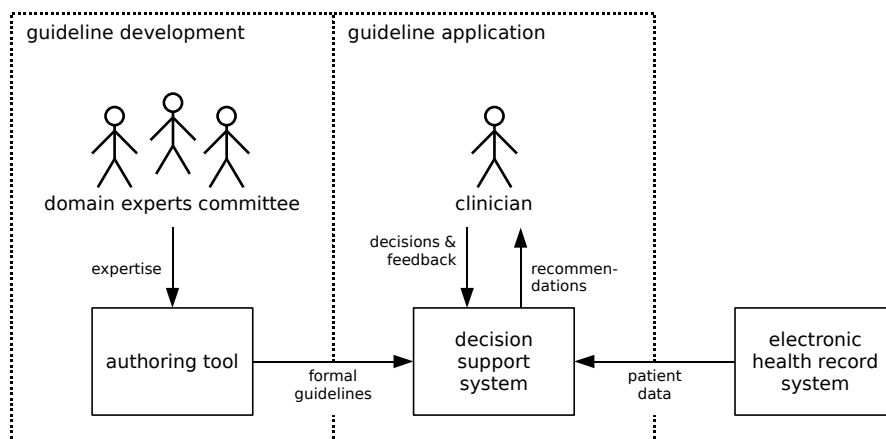 guideline development
guideline application
domain experts committee
clinician
expertise
decisions &
feedback
recommen-
dations
authoring tool
decision
support
system
electronic
health record
system
formal
guidelines
patient
data